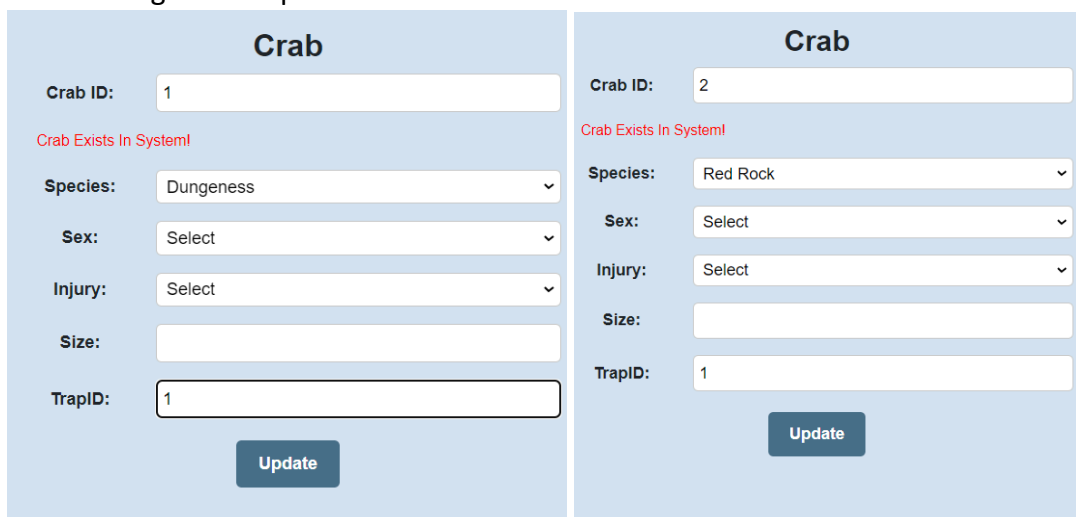 Crab
Crab ID:
1
Crab Exists In System!
Species:
Dungeness
Sex:
Select
Injury:
Select
Size:
TrapID:
1
Update
Crab
Crab ID:
2
Crab Exists In System!
Species:
Red Rock
Sex:
Select
Injury:
Select
Size:
TrapID:
1
Update